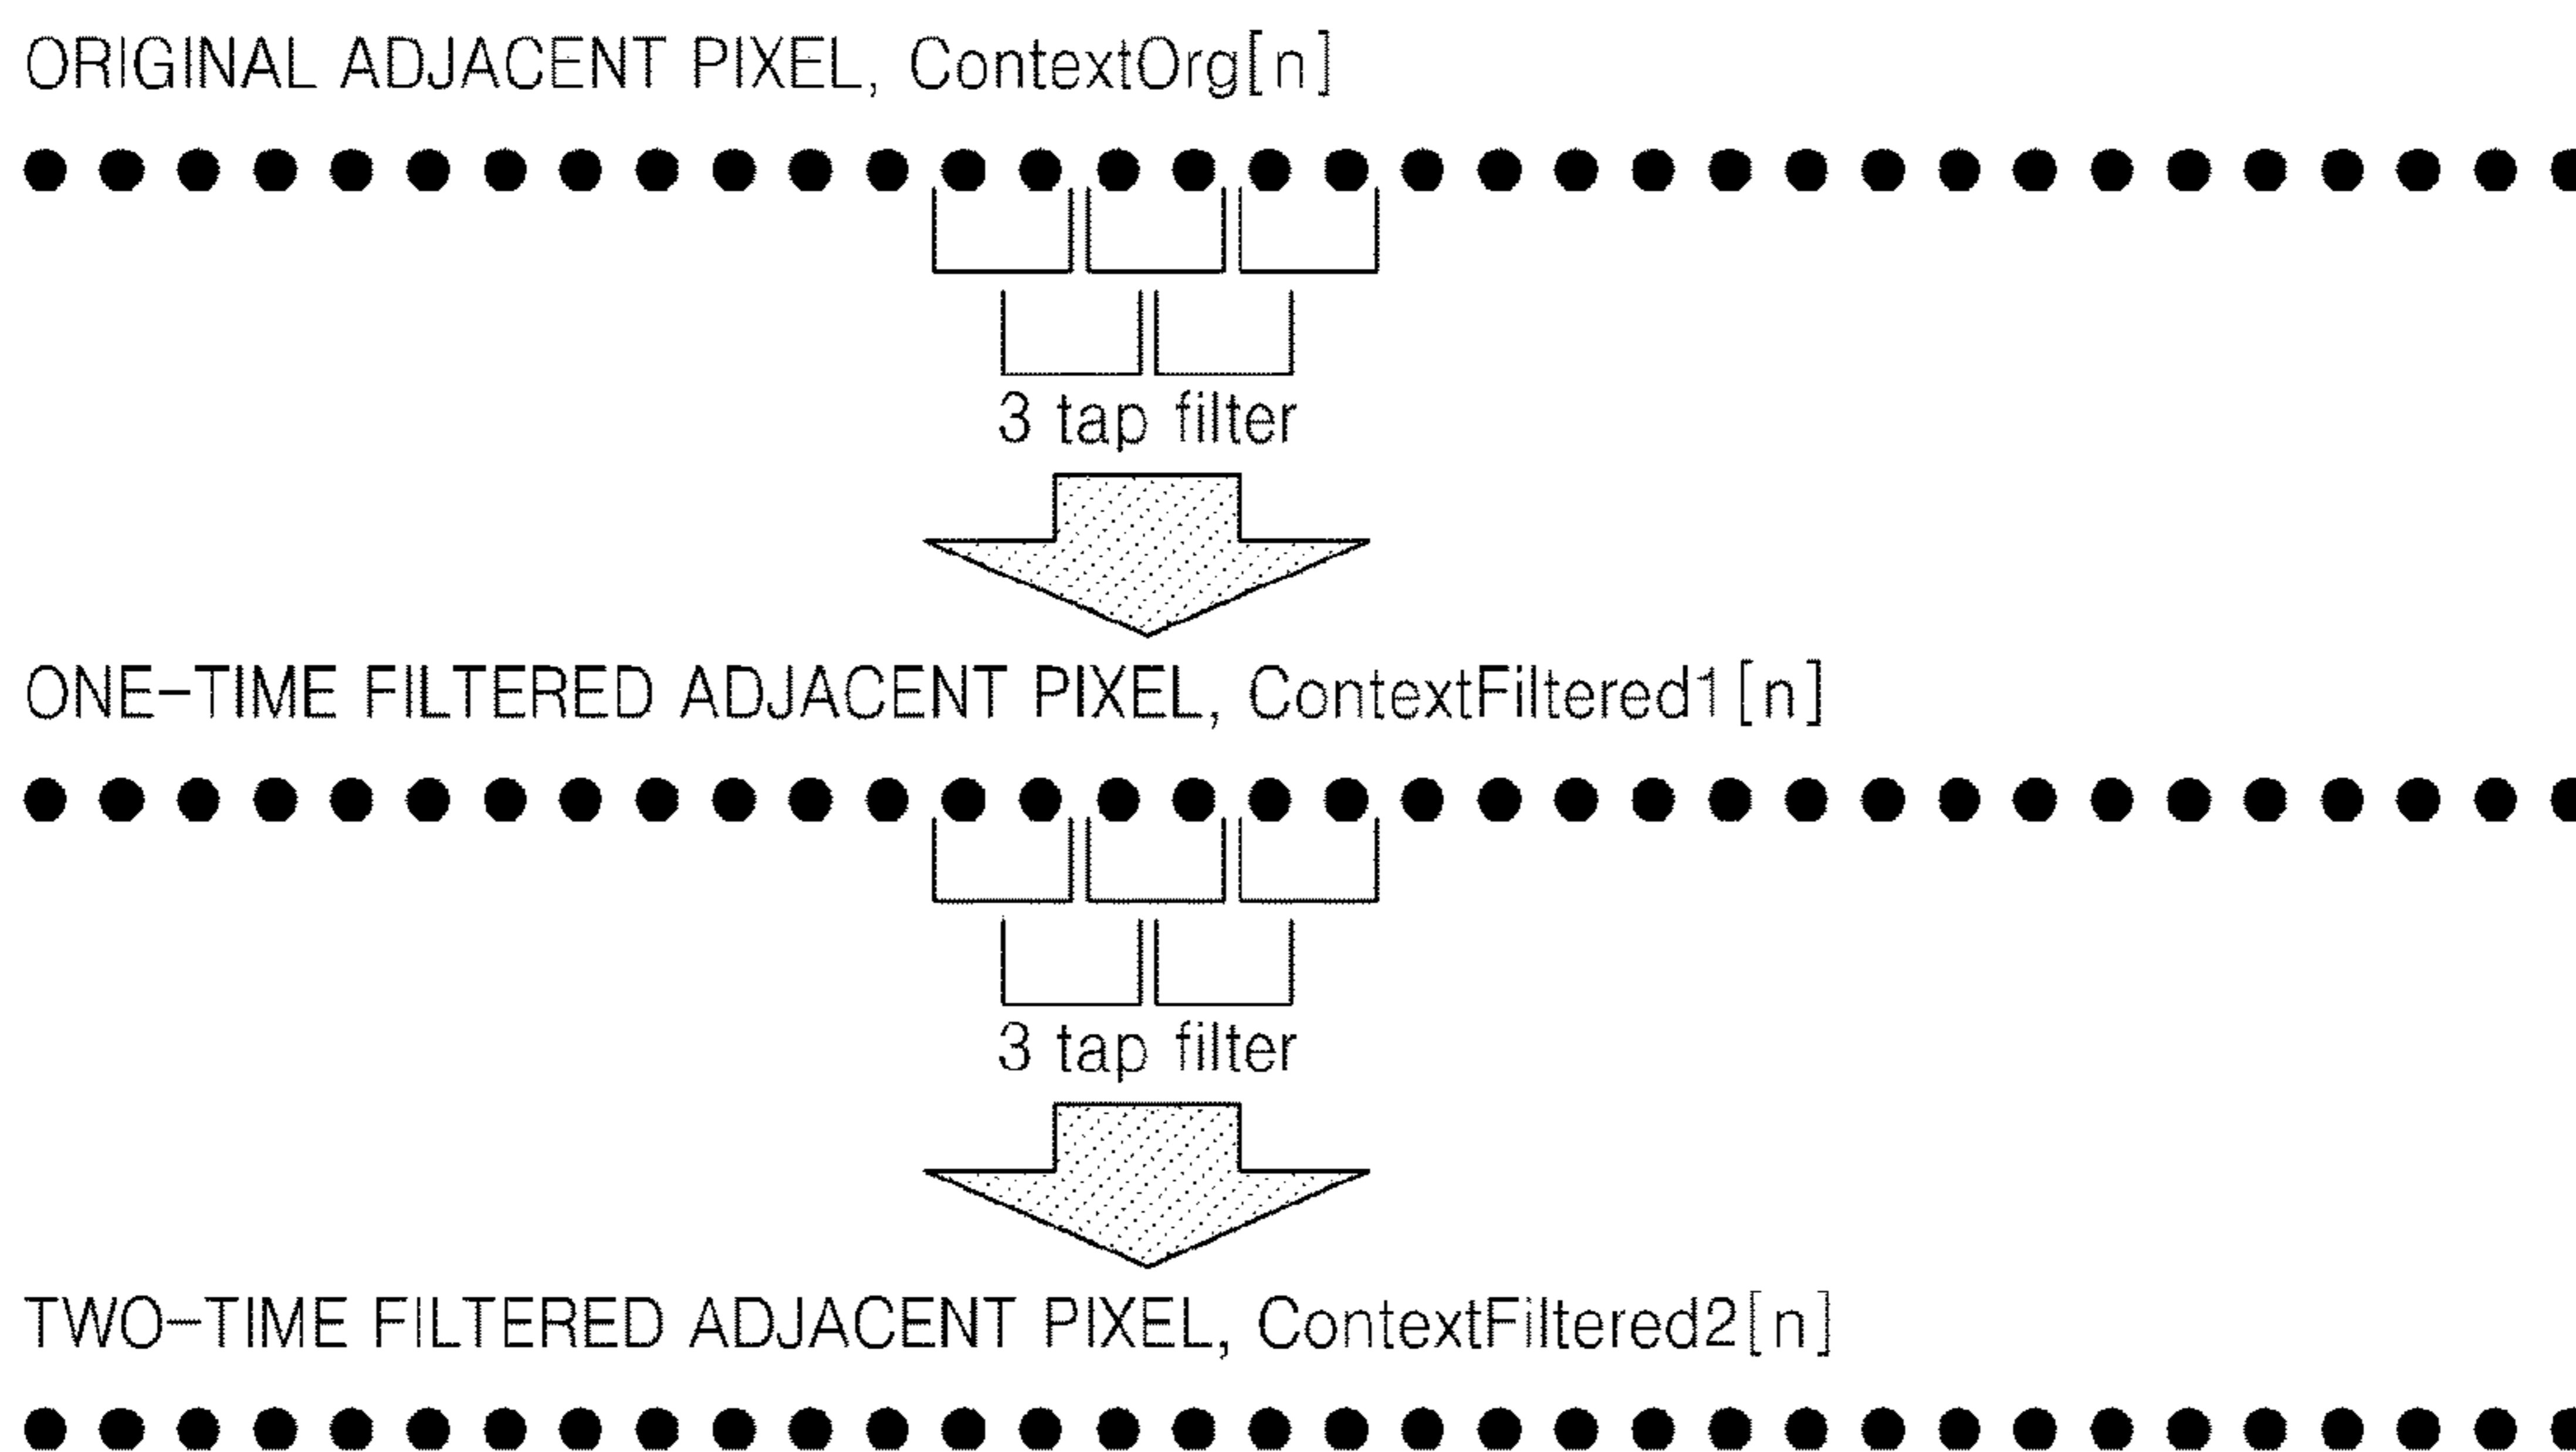 ORIGINAL ADJACENT PIXEL, ContextOrg[n]
3 tap filter
ONE-TIME FILTERED ADJACENT PIXEL, ContextFiltered1[n]
3 tap filter
TWO-TIME FILTERED ADJACENT PIXEL, ContextFiltered2[n]